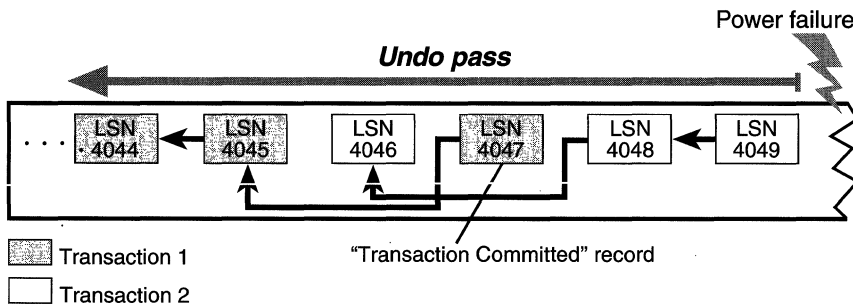 Power failure
Undo pass
. . . .
LSN
4044
LSN
4045
LSN
4046
LSN
4047
LSN
4048
LSN
4049
"Transaction Committed" record
Transaction 1
Transaction 2